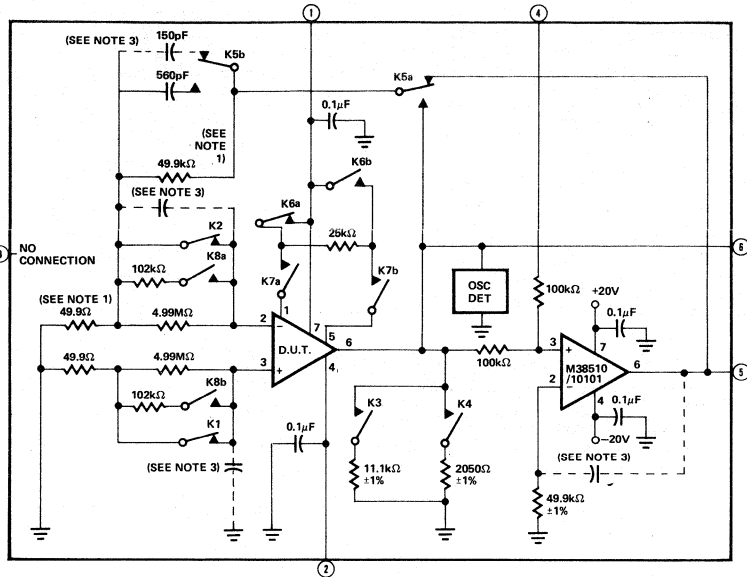 1
4
(SEE NOTE 3)
150pF
K5b
560pF
K5a
0.1μF
(SEE
NOTE
1)
49.9kΩ
K6b
(SEE NOTE 3)
K6a
K2
25kΩ
6
NO
CONNECTION
K8a
102kΩ
K7a
K7b
OSC
DET
100kΩ
+20V
(SEE NOTE 1)
49.9Ω
4.99MΩ
0.1μF
2
−
1
7
5
D.U.T.
6
3
+
4
49.9Ω
4.99MΩ
100kΩ
3
+
7
M38510
/10101
6
5
2
−
4
0.1μF
−20V
102kΩ
K8b
K1
K3
K4
0.1μF
(SEE NOTE 3)
(SEE NOTE 3)
11.1kΩ
±1%
2050Ω
±1%
49.9kΩ
±1%
2